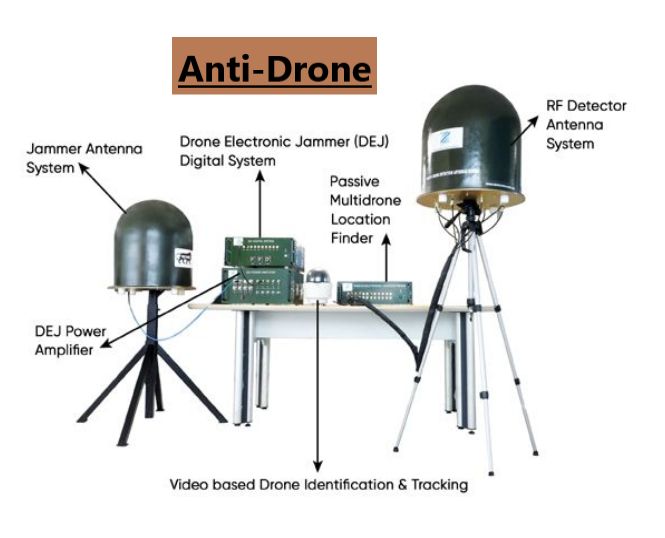 Anti-Drone
RF Detector
Antenna
System
Drone Electronic Jammer (DEJ)
Digital System
Jammer Antenna
System
Passive
Multidrone
Location
Finder
DEJ Power
Amplifier
Video based Drone Identification & Tracking